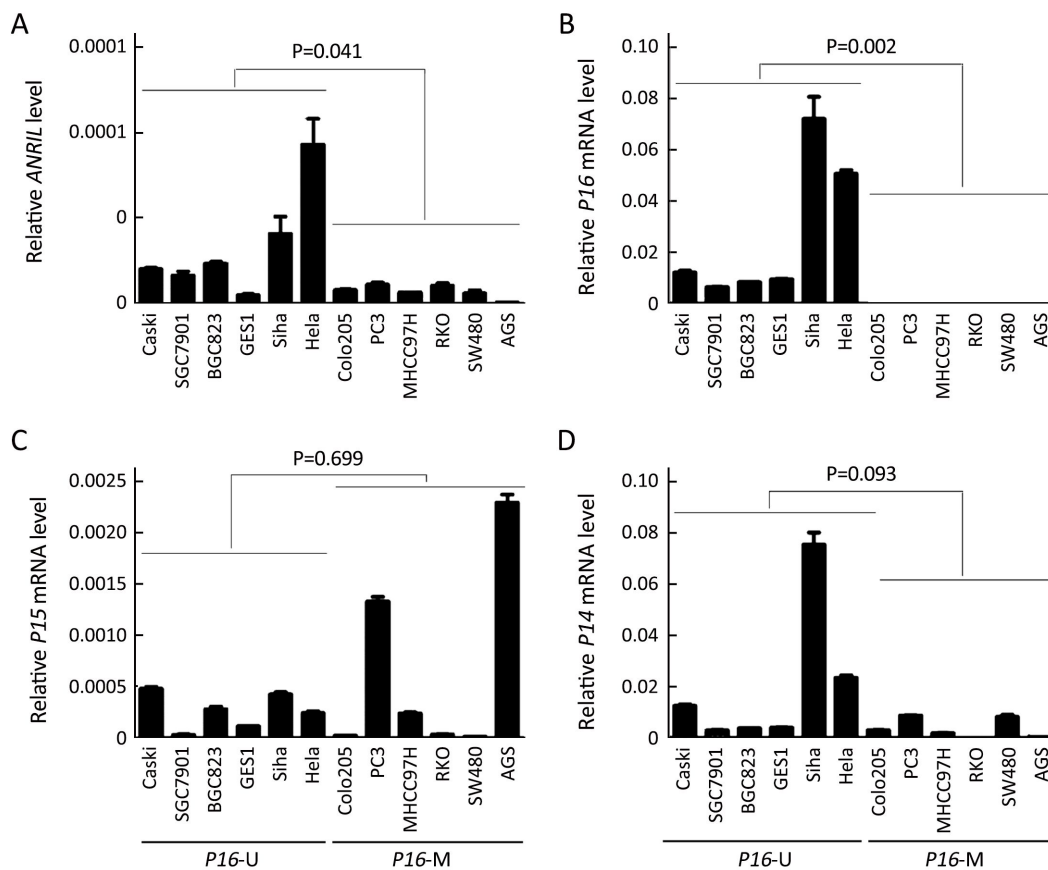 A
Relative ANRIL level
0.0001
0.0001
0
0
P=0.041
Caski
SGC7901
BGC823
GES1
Siha
Hela
Colo205
PC3
MHCC97H
RKO
SW480
AGS
B
Relative P16 mRNA level
0.10
0.08
0.06
0.04
0.02
0
P=0.002
Caski
SGC7901
BGC823
GES1
Siha
Hela
Colo205
PC3
MHCC97H
RKO
SW480
AGS
C
Relative P15 mRNA level
0.0025
0.0020
0.0015
0.0010
0.0005
0
P=0.699
Caski
SGC7901
BGC823
GES1
Siha
Hela
Colo205
PC3
MHCC97H
RKO
SW480
AGS
P16-U
P16-M
D
Relative P14 mRNA level
0.10
0.08
0.06
0.04
0.02
0
P=0.093
Caski
SGC7901
BGC823
GES1
Siha
Hela
Colo205
PC3
MHCC97H
RKO
SW480
AGS
P16-U
P16-M